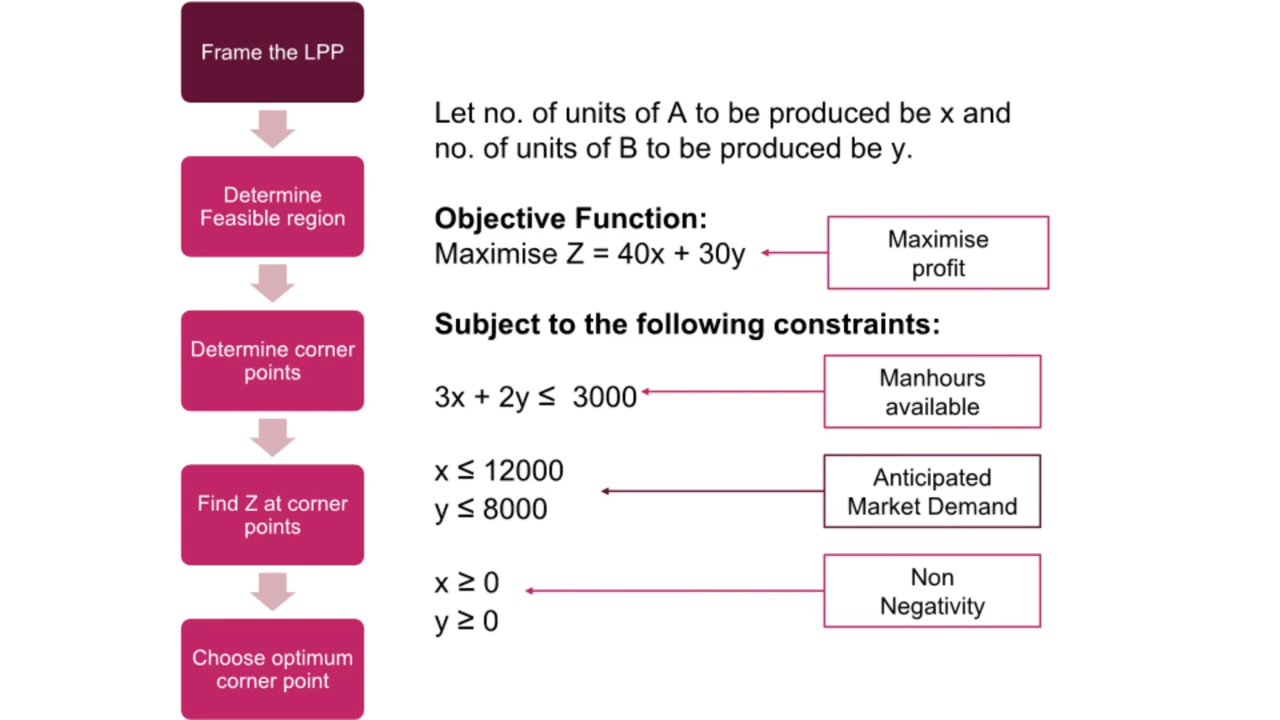 Frame the LPP
Determine
Feasible region
Determine corner
points
Find Z at corner
points
Choose optimum
corner point
Let no. of units of A to be produced be x and
no. of units of B to be produced be y.
Objective Function:
Maximise Z = 40x + 30y
Maximise
profit
Subject to the following constraints:
3x + 2y ≤ 3000
Manhours
available
x ≤ 12000
y ≤ 8000
Anticipated
Market Demand
x ≥ 0
y ≥ 0
Non
Negativity